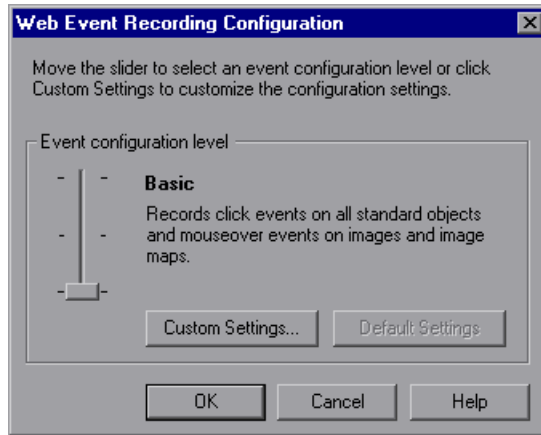 Web Event Recording Configuration
Move the slider to select an event configuration level or click
Custom Settings to customize the configuration settings.
Event configuration level
Basic
Records click events on all standard objects
and mouseover events on images and image
maps.
Custom Settings...
Default Settings
OK
Cancel
Help